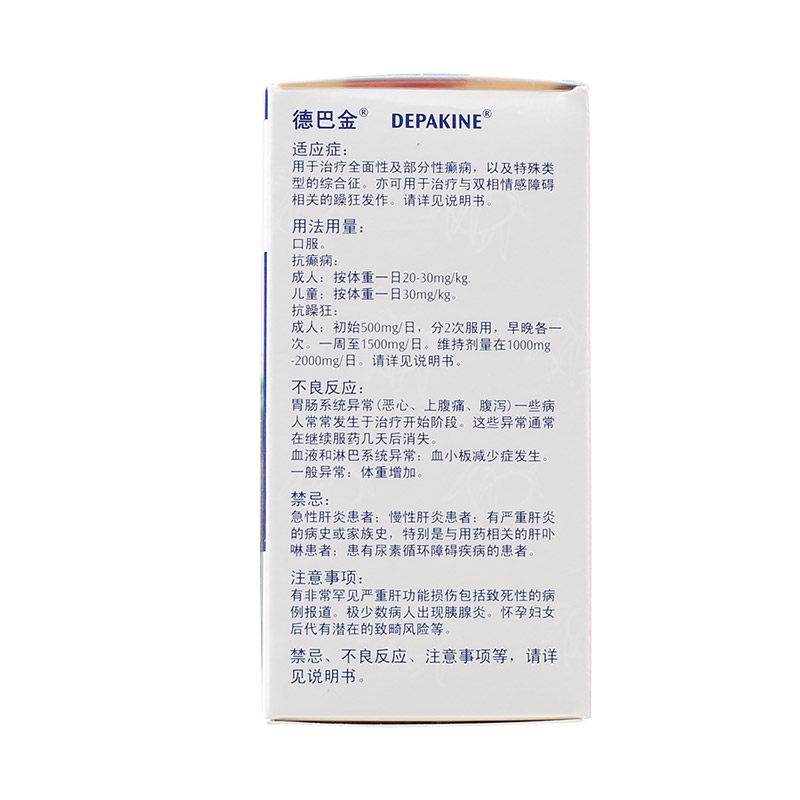 德巴金® DEPAKINE®
适应症：
用于治疗全面性及部分性癫痫，以及特殊类
型的综合征。亦可用于治疗与双相情感障碍
相关的躁狂发作。请详见说明书。
用法用量：
口服。
抗癫痫：
成人：按体重一日20-30mg/kg.
儿童：按体重一日30mg/kg。
抗躁狂：
成人：初始500mg/日，分2次服用，早晚各一
次。一周至1500mg/日。维持剂量在1000mg
-2000mg/日。请详见说明书。
不良反应：
胃肠系统异常(恶心、上腹痛、腹泻)一些病
人常常发生于治疗开始阶段。这些异常通常
在继续服药几天后消失。
血液和淋巴系统异常：血小板减少症发生。
一般异常：体重增加。
禁忌：
急性肝炎患者；慢性肝炎患者；有严重肝炎
的病史或家族史，特别是与用药相关的肝卟
啉患者；患有尿素循环障碍疾病的患者。
注意事项：
有非常罕见严重肝功能损伤包括致死性的病
例报道。极少数病人出现胰腺炎。怀孕妇女
后代有潜在的致畸风险等。
禁忌、不良反应、注意事项等，请详
见说明书。